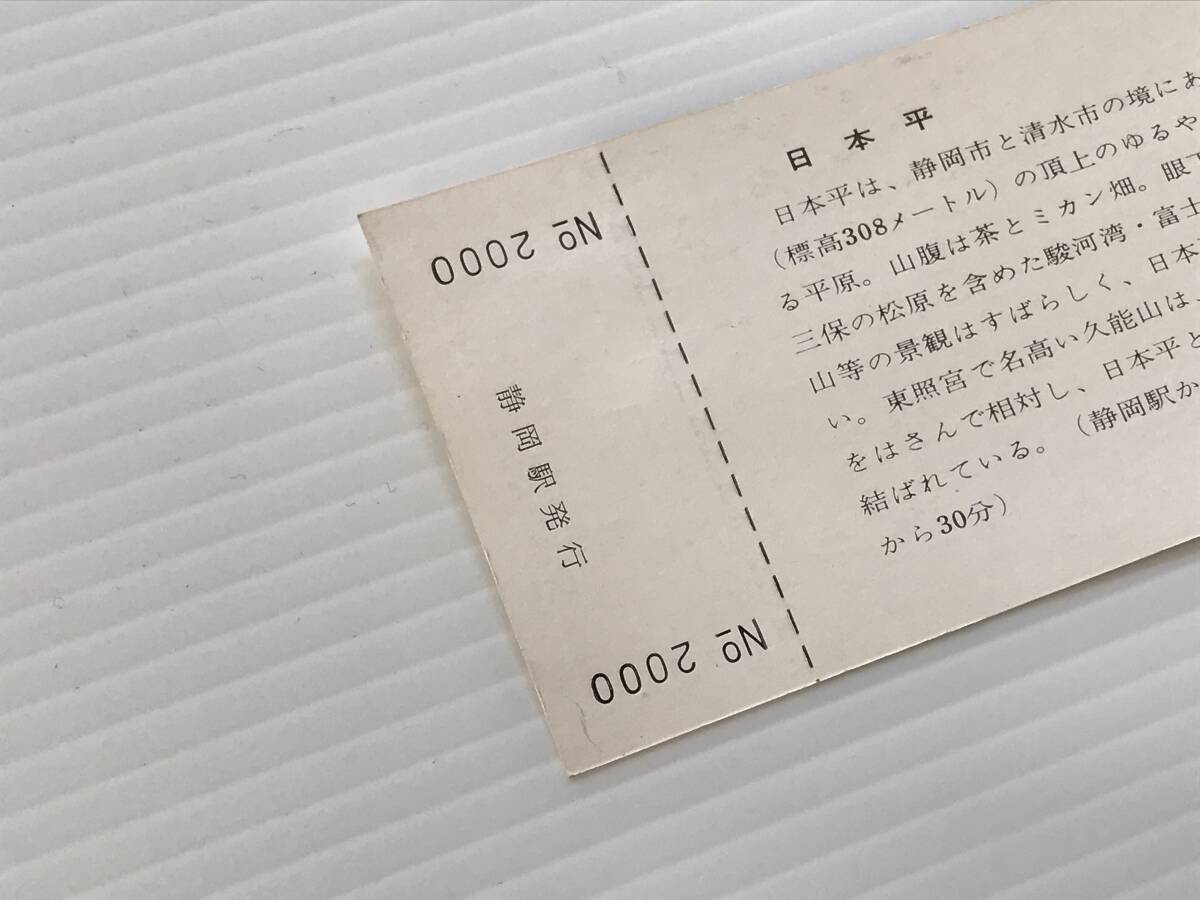 No 2000
静岡駅発行
No 2000
日本平
日本平は、静岡市と清水市の境にあ
(標高308メートル)の頂上のゆるや
る平原。山腹は茶とミカン畑。眼下
三保の松原を含めた駿河湾・富士
山等の景観はすばらしく、日本
い。東照宮で名高い久能山は、
をはさんで相対し、日本平と
結ばれている。(静岡駅か
から30分)